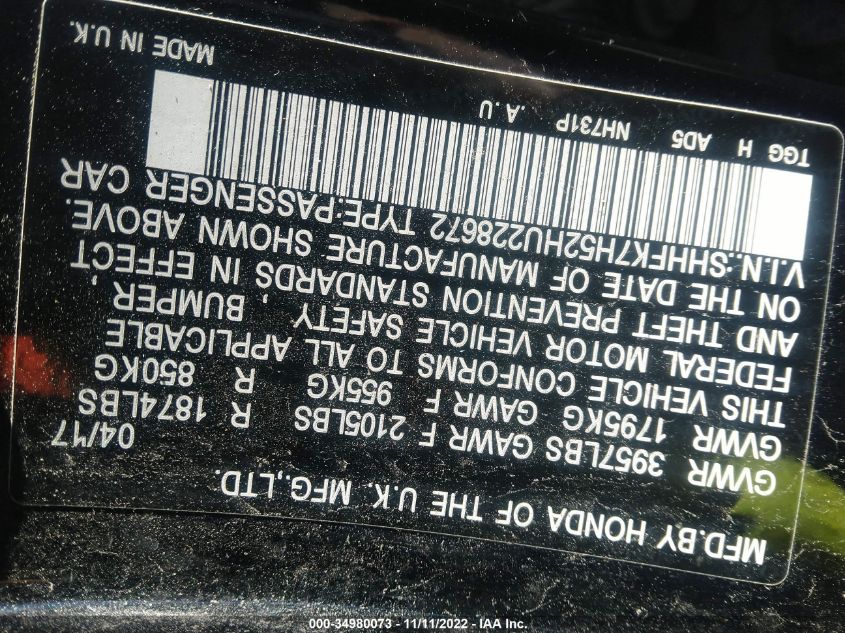 MFD.BY HONDA OF THE U.K. MFG.,LTD. 04/'17
GVWR 3957LBS GAWR F 2105LBS R 1874LBS
GVWR 1795KG GAWR F 955KG R 850KG
THIS VEHICLE CONFORMS TO ALL APPLICABLE
FEDERAL MOTOR VEHICLE SAFETY , BUMPER ,
AND THEFT PREVENTION STANDARDS IN EFFECT
ON THE DATE OF MANUFACTURE SHOWN ABOVE.
V.I.N.:SHHFK7H52HU228672 TYPE:PASSENGER CAR
TGG H AD5 NH731P .A.U MADE IN U.K.
000-34980073 - 11/11/2022 - IAA Inc.